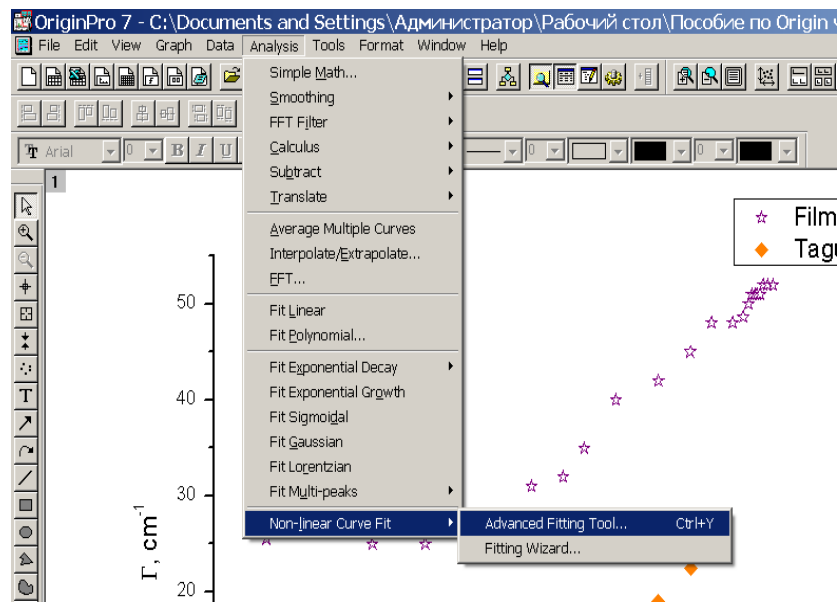 OriginPro 7 - C:\Documents and Settings\Администратор\Рабочий стол\Пособие по Origin
File Edit View Graph Data Analysis Tools Format Window Help
Arial 0 B I U 0 0
1
Simple Math...
Smoothing
FFT Filter
Calculus
Subtract
Translate
Average Multiple Curves
Interpolate/Extrapolate...
FFT...
Fit Linear
Fit Polynomial...
Fit Exponential Decay
Fit Exponential Growth
Fit Sigmoidal
Fit Gaussian
Fit Lorentzian
Fit Multi-peaks
Non-linear Curve Fit
Advanced Fitting Tool... Ctrl+Y
Fitting Wizard...
Film
Tagu
50
40
30
20
Γ, cm-1
T